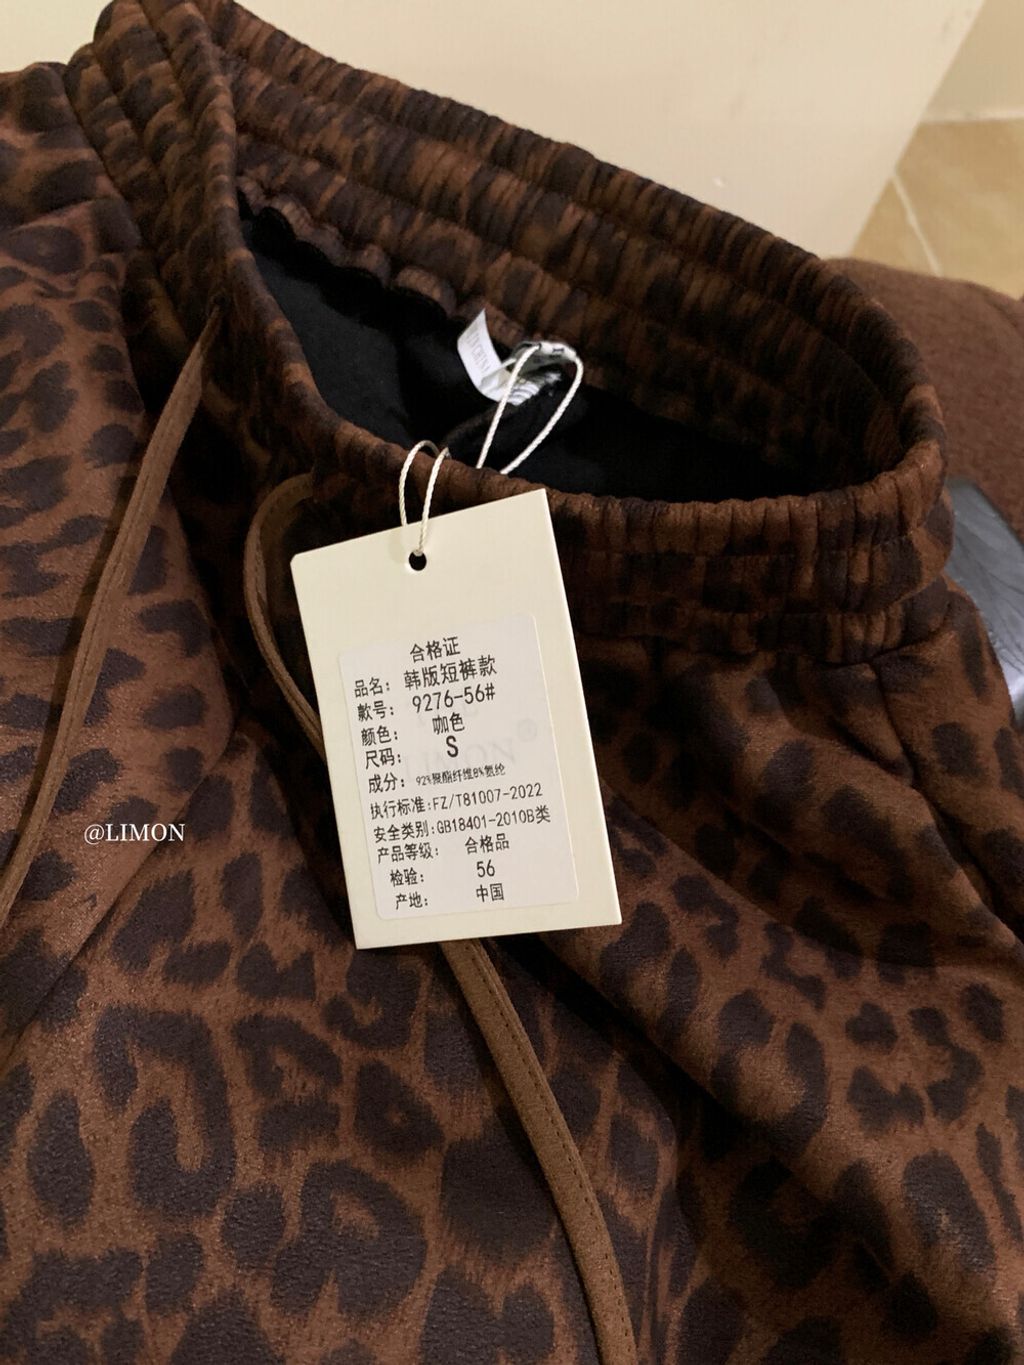 合格证
品名： 韩版短裤款
款号： 9276-56#
颜色： 咖色
尺码： S
成分： 92%聚酯纤维8%氨纶
执行标准:FZ/T81007-2022
安全类别:GB18401-2010B类
产品等级： 合格品
检验： 56
产地： 中国
LIMON
@LIMON